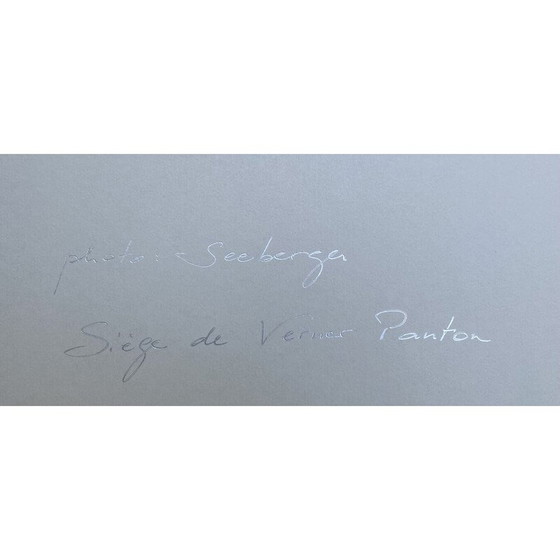 photo: Seeberger
Siège de Verner Panton